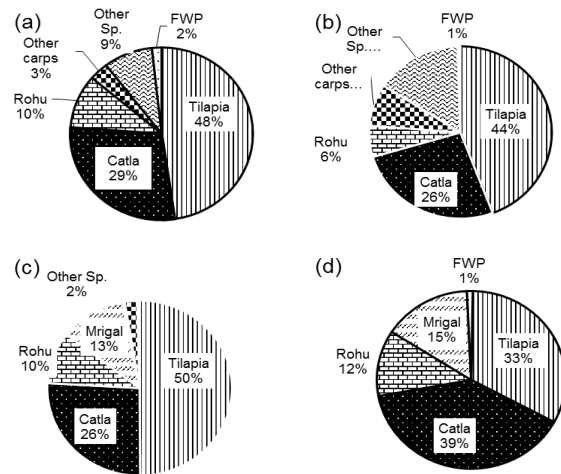 (a)
Other
Sp.
9%
FWP
2%
Other
carps
3%
Rohu
10%
Tilapia
48%
Catla
29%
(b)
FWP
1%
Other
Sp....
Other
carps...
Rohu
6%
Tilapia
44%
Catla
26%
(c)
Other Sp.
2%
Mrigal
13%
Rohu
10%
Tilapia
50%
Catla
26%
(d)
FWP
1%
Mrigal
15%
Rohu
12%
Tilapia
33%
Catla
39%